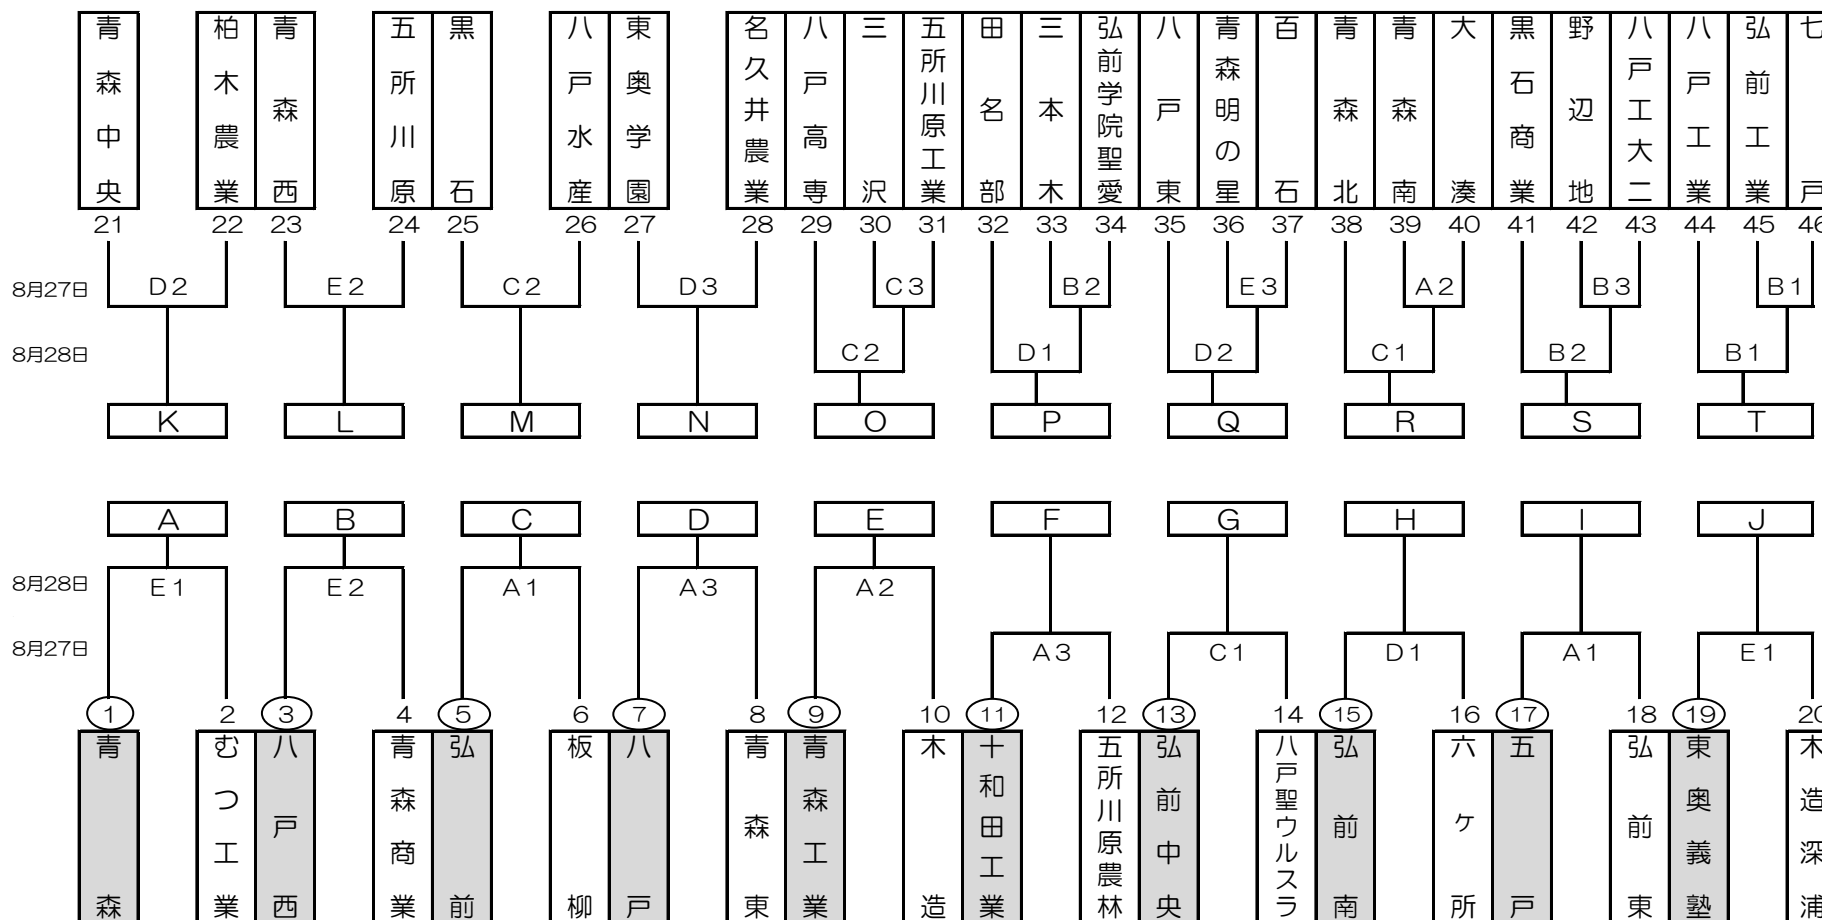 青森中央 柏木農業 青森西 五所川原 黒石 八戸水産 東奥学園 名久井農業 八戸高専 三沢 五所川原工業 田名部 三本木 弘前学院聖愛 八戸東 青森明の星 百石 青森北 青森南 大湊 黒石商業 野辺地 八戸工大二 八戸工業 弘前工業 七戸
21 22 23 24 25 26 27 28 29 30 31 32 33 34 35 36 37 38 39 40 41 42 43 44 45 46
8月27日 D2 E2 C2 D3 C3 B2 E3 A2 B3 B1
8月28日 C2 D1 D2 C1 B2 B1
K L M N O P Q R S T
A B C D E F G H I J
8月28日 E1 E2 A1 A3 A2
8月27日 A3 C1 D1 A1 E1
1 2 3 4 5 6 7 8 9 10 11 12 13 14 15 16 17 18 19 20
青森 むつ工業 八戸西 青森商業 弘前 板柳 八戸 青森東 青森工業 木造 十和田工業 五所川原農林 弘前中央 八戸聖ウルスラ 弘前南 六ヶ所 五戸 弘前東 東奥義塾 木造深浦